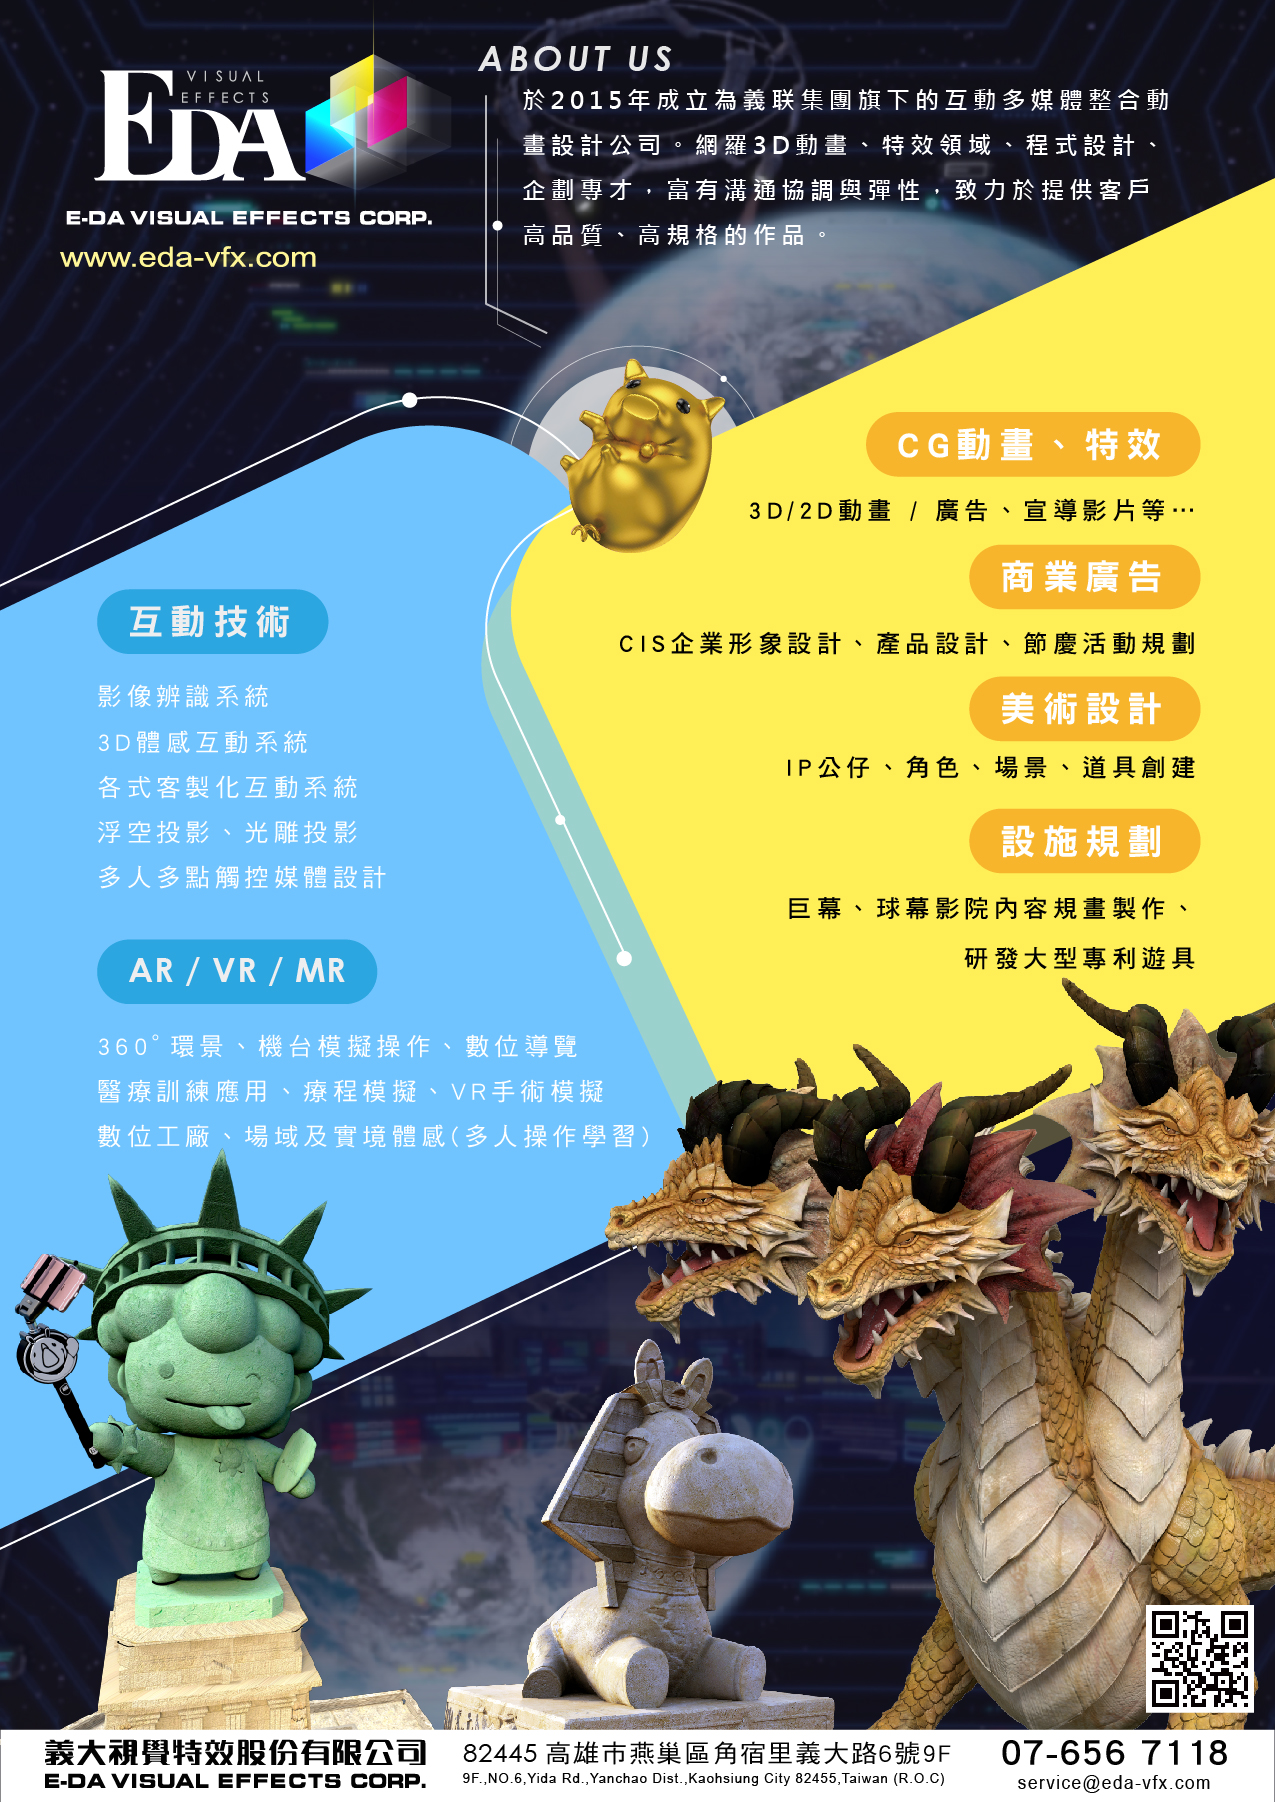 VISUAL
EFFECTS
EDA
E-DA VISUAL EFFECTS CORP.
www.eda-vfx.com
ABOUT US
於2015年成立為義联集團旗下的互動多媒體整合動
畫設計公司。網羅3D動畫、特效領域、程式設計、
企劃專才，富有溝通協調與彈性，致力於提供客戶
高品質、高規格的作品。
CG動畫、特效
3D/2D動畫 / 廣告、宣導影片等…
商業廣告
CIS企業形象設計、產品設計、節慶活動規劃
美術設計
IP公仔、角色、場景、道具創建
設施規劃
巨幕、球幕影院內容規畫製作、
研發大型專利遊具
互動技術
影像辨識系統
3D體感互動系統
各式客製化互動系統
浮空投影、光雕投影
多人多點觸控媒體設計
AR / VR / MR
360°環景、機台模擬操作、數位導覽
醫療訓練應用、療程模擬、VR手術模擬
數位工廠、場域及實境體感(多人操作學習)
義大視覺特效股份有限公司
E-DA VISUAL EFFECTS CORP.
82445 高雄市燕巢區角宿里義大路6號9F
9F.,NO.6,Yida Rd.,Yanchao Dist.,Kaohsiung City 82455,Taiwan (R.O.C)
07-656 7118
service@eda-vfx.com